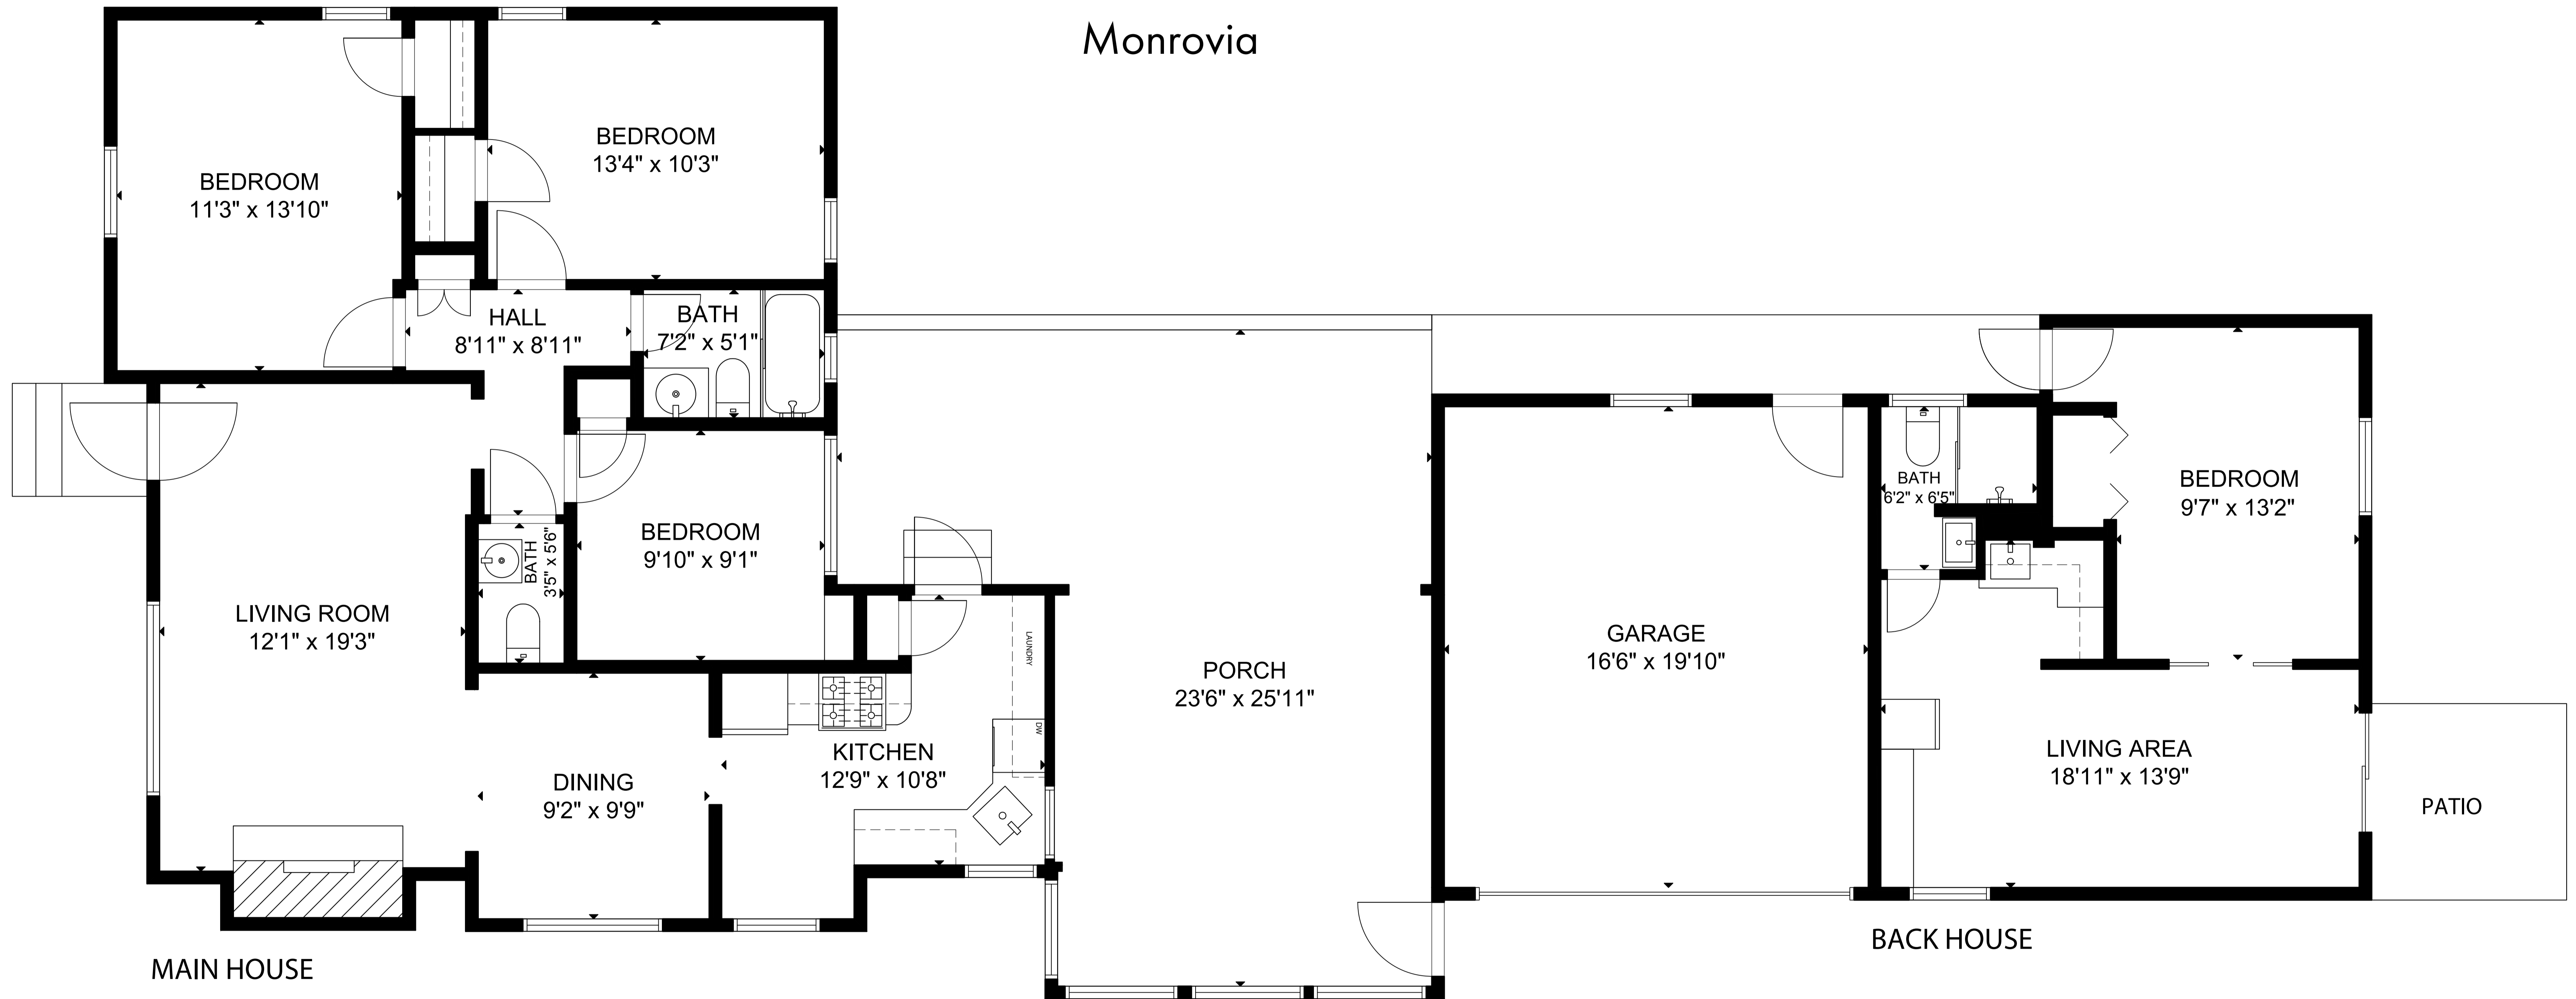 Monrovia
BEDROOM
11'3" x 13'10"
BEDROOM
13'4" x 10'3"
HALL
8'11" x 8'11"
BATH
7'2" x 5'1"
BATH
3'5" x 5'6"
BEDROOM
9'10" x 9'1"
LIVING ROOM
12'1" x 19'3"
DINING
9'2" x 9'9"
KITCHEN
12'9" x 10'8"
LAUNDRY
DW
PORCH
23'6" x 25'11"
GARAGE
16'6" x 19'10"
BATH
6'2" x 6'5"
BEDROOM
9'7" x 13'2"
LIVING AREA
18'11" x 13'9"
PATIO
MAIN HOUSE
BACK HOUSE